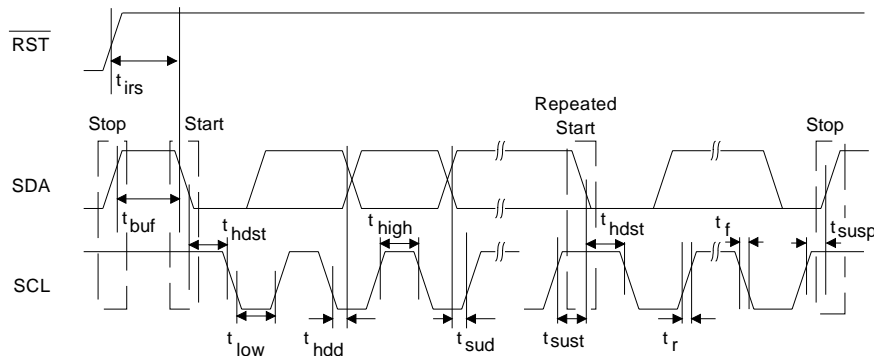 RST
t irs
Repeated
Stop Start Start Stop
SDA
t buf t hdst t high t hdst t f t susp
SCL
t low t hdd t sud t sust t r